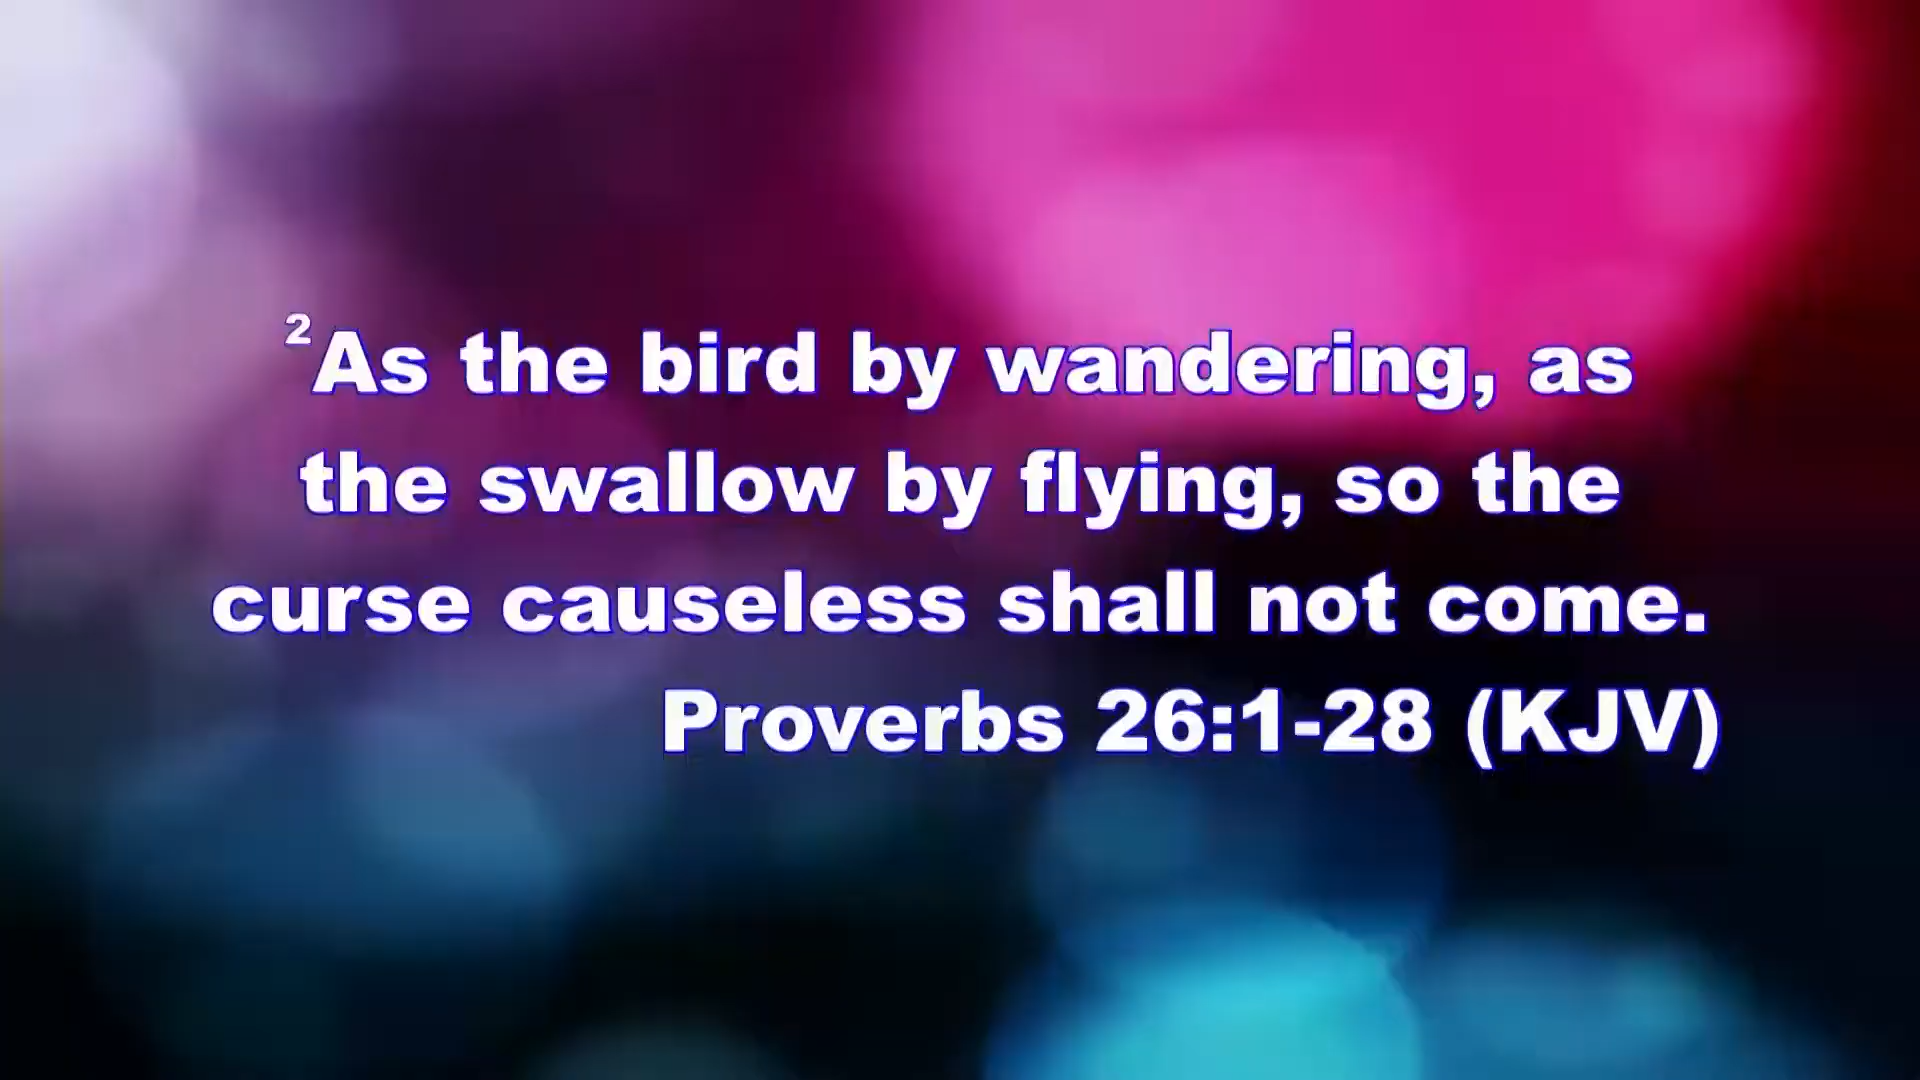 ²As the bird by wandering, as
the swallow by flying, so the
curse causeless shall not come.
Proverbs 26:1-28 (KJV)